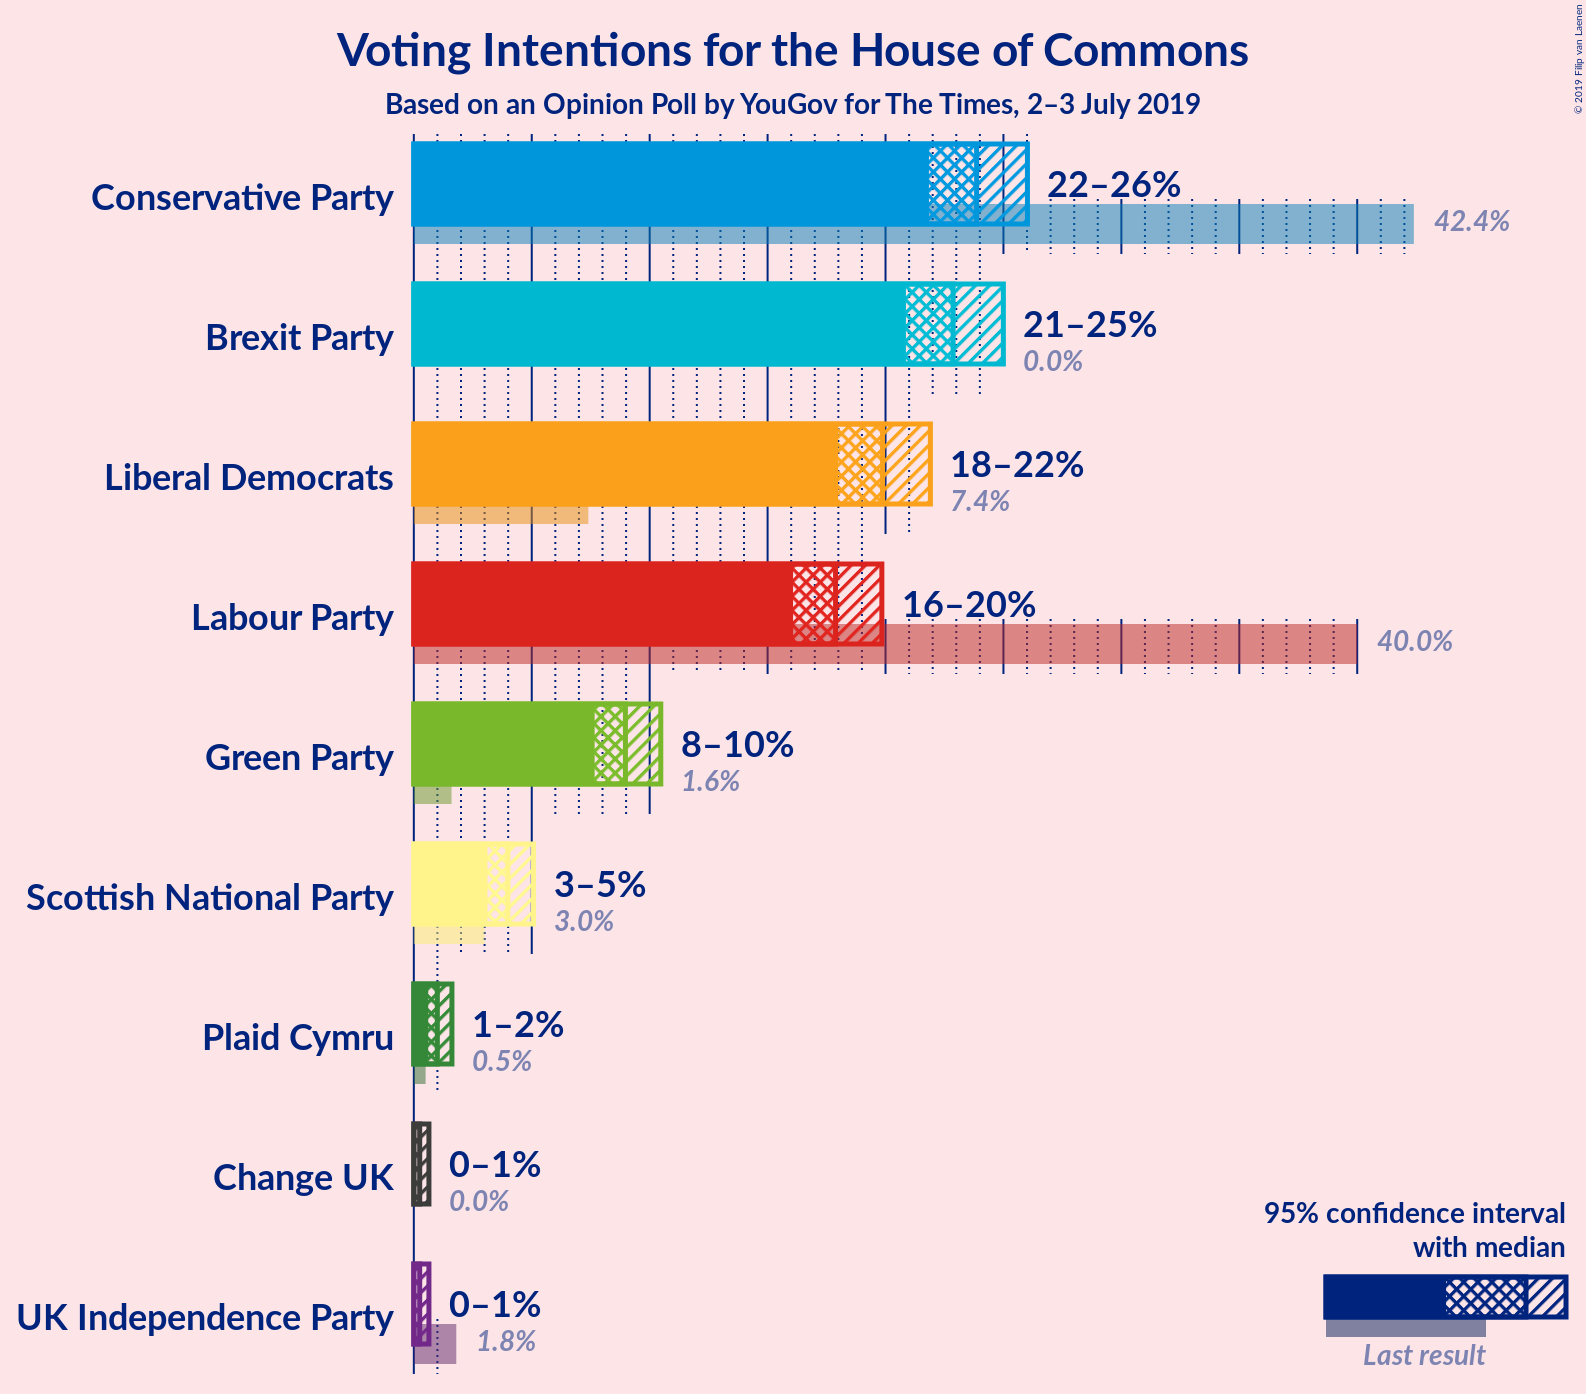 Voting Intentions for the House of Commons
Based on an Opinion Poll by YouGov for The Times, 2–3 July 2019
© 2019 Filip van Laenen
Conservative Party
22–26%
42.4%
Brexit Party
21–25%
0.0%
Liberal Democrats
18–22%
7.4%
Labour Party
16–20%
40.0%
Green Party
8–10%
1.6%
Scottish National Party
3–5%
3.0%
Plaid Cymru
1–2%
0.5%
Change UK
0–1%
0.0%
UK Independence Party
0–1%
1.8%
95% confidence interval
with median
Last result